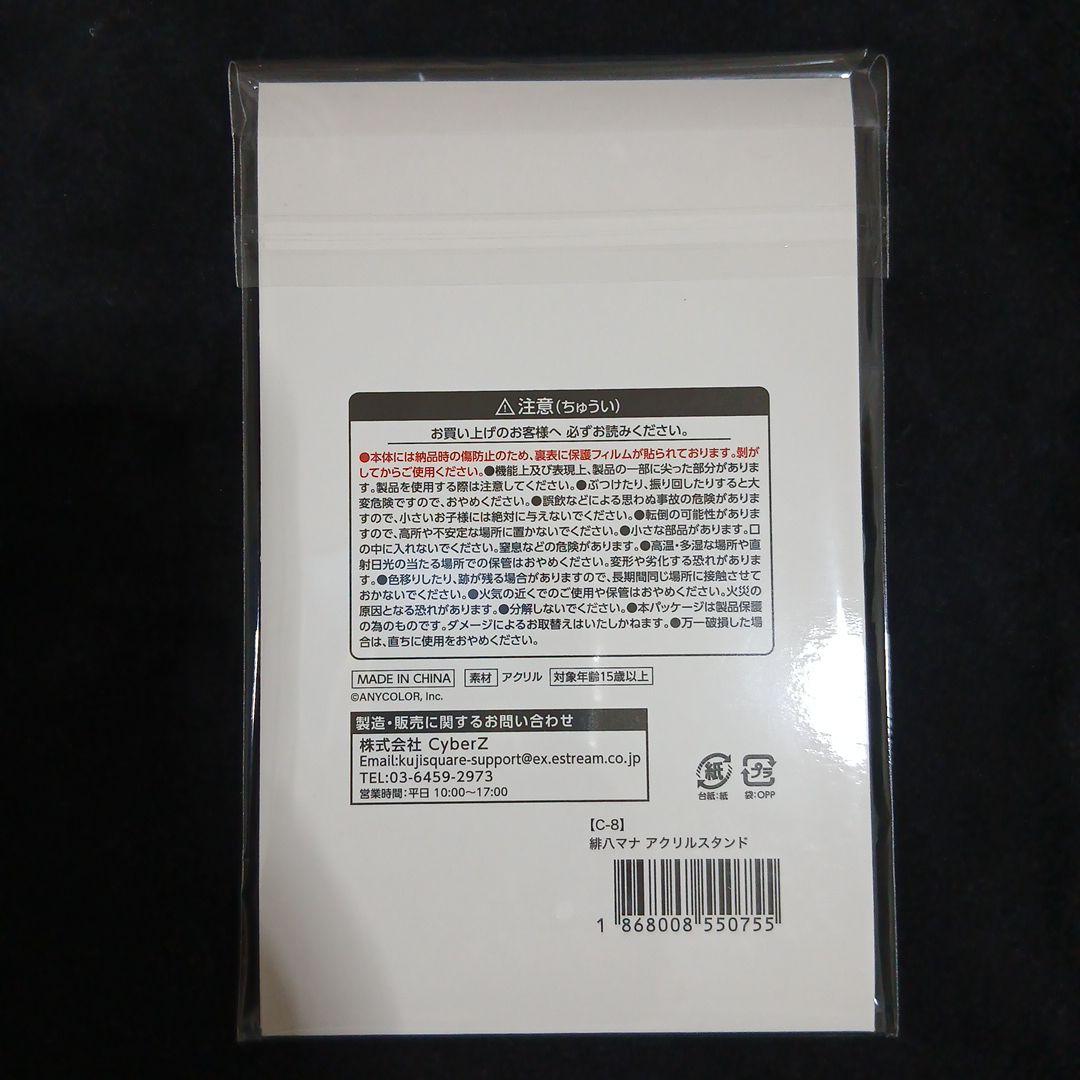 ⚠注意(ちゅうい)
お買い上げのお客様へ 必ずお読みください。
●本体には納品時の傷防止のため、裏表に保護フィルムが貼られております。剝が
してからご使用ください。●機能上及び表現上、製品の一部に尖った部分がありま
す。製品を使用する際は注意してください。●ぶつけたり、振り回したりすると大
変危険ですので、おやめください。●誤飲などによる思わぬ事故の危険があります
すので、小さいお子様には絶対に与えないでください。●転倒の可能性があります
ますので、高所や不安定な場所に置かないでください。●小さな部品があります。口
の中に入れないでください。窒息などの危険があります。●高温・多湿な場所や直
射日光の当たる場所での保管はおやめください。変形や劣化する恐れがありま
す。●色移りしたり、跡が残る場合がありますので、長期間同じ場所に接触させて
おかないでください。●火気の近くでのご使用や保管はおやめください。火災の
原因となる恐れがあります。●分解しないでください。●本パッケージは製品保護
の為のものです。ダメージによるお取替えはいたしかねます。●万一破損した場
合は、直ちに使用をおやめください。
MADE IN CHINA 素材 アクリル 対象年齢15歳以上
©ANYCOLOR, Inc.
製造・販売に関するお問い合わせ
株式会社 CyberZ
Email:kujisquare-support@ex.estream.co.jp
TEL:03-6459-2973
営業時間:平日 10:00～17:00
紙 プラ
台紙:紙 袋:OPP
【C-8】
緋八マナ アクリルスタンド
1 868008 550755